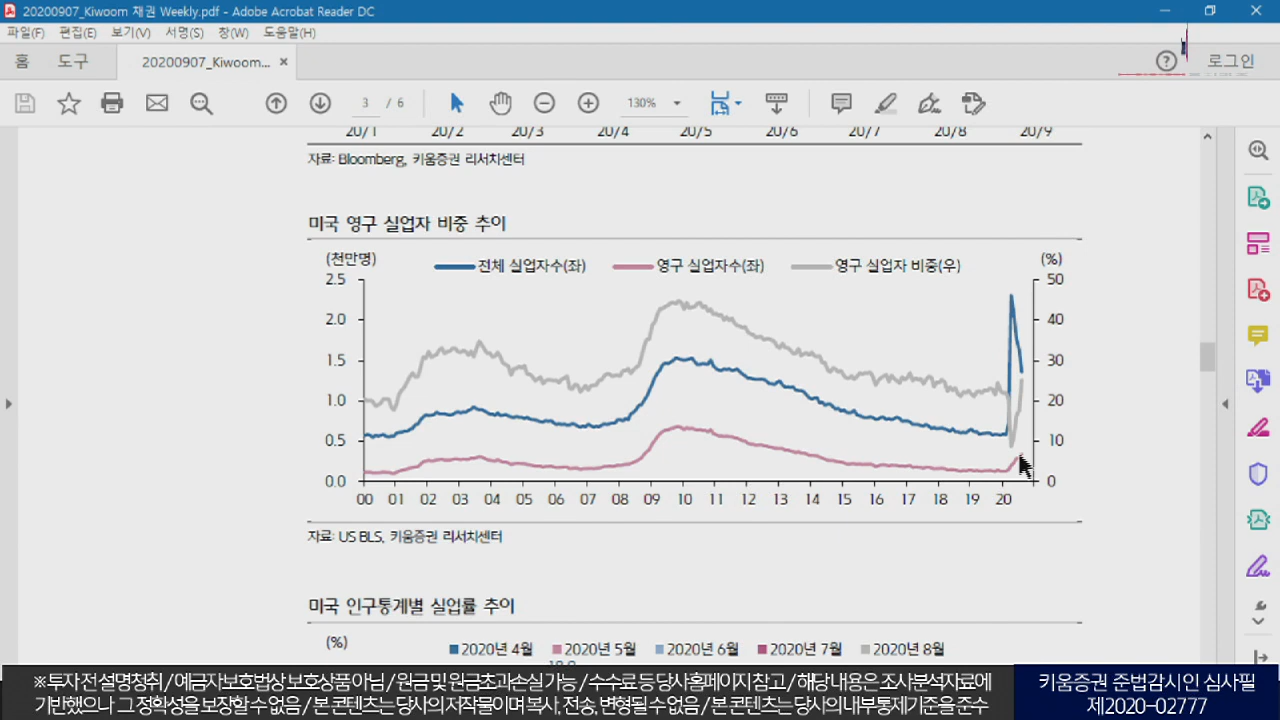 20200907_Kiwoom 채권 Weekly.pdf - Adobe Acrobat Reader DC
파일(F) 편집(E) 보기(V) 서명(S) 창(W) 도움말(H)
홈 도구 20200907_Kiwoom... × ? 로그인
3 / 6 130%
20/1 20/2 20/3 20/4 20/5 20/6 20/7 20/8 20/9
자료: Bloomberg, 키움증권 리서치센터
미국 영구 실업자 비중 추이
(천만명) 전체 실업자수(좌) 영구 실업자수(좌) 영구 실업자 비중(우) (%)
2.5 50
2.0 40
1.5 30
1.0 20
0.5 10
0.0 0
00 01 02 03 04 05 06 07 08 09 10 11 12 13 14 15 16 17 18 19 20
자료: US BLS, 키움증권 리서치센터
미국 인구통계별 실업률 추이
(%) 2020년 4월 2020년 5월 2020년 6월 2020년 7월 2020년 8월
※ 투자 전 설명청취 / 예금자보호법상 보호상품 아님 / 원금 및 원금초과손실 가능 / 수수료 등 당사 홈페이지 참고 / 해당 내용은 조사분석자료에
기반했으나 그 정확성을 보장할 수 없음 / 본 콘텐츠는 당사의 저작물이며 복사, 전송, 변형될 수 없음 / 본 콘텐츠는 당사의 내부통제기준을 준수
키움증권 준법감시인 심사필
제2020-02777